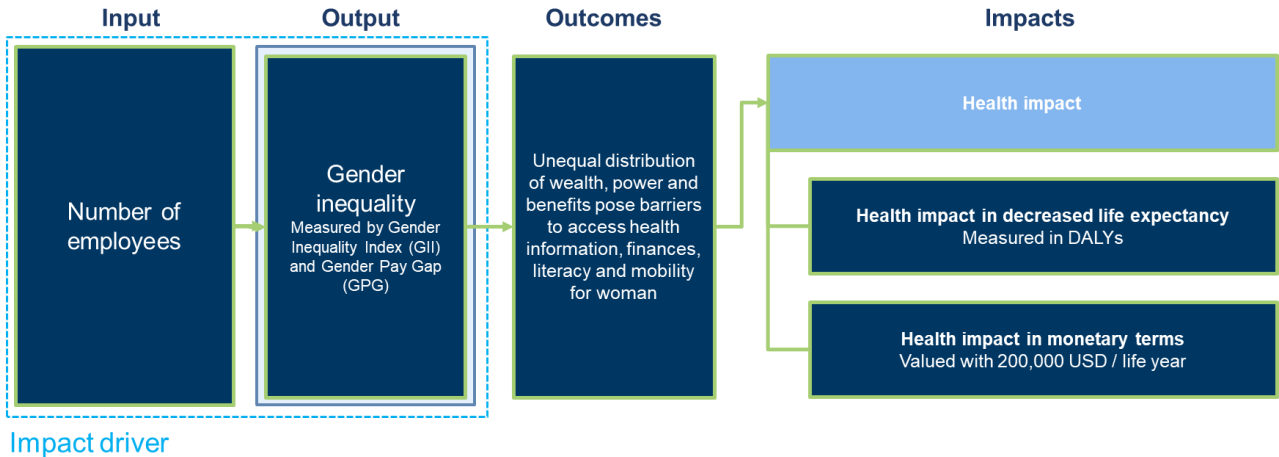 Input
Output
Outcomes
Impacts
Number of
employees
Gender
inequality
Measured by Gender
Inequality Index (GII)
and Gender Pay Gap
(GPG)
Unequal distribution
of wealth, power and
benefits pose barriers
to access health
information, finances,
literacy and mobility
for woman
Health impact
Health impact in decreased life expectancy
Measured in DALYs
Health impact in monetary terms
Valued with 200,000 USD / life year
Impact driver